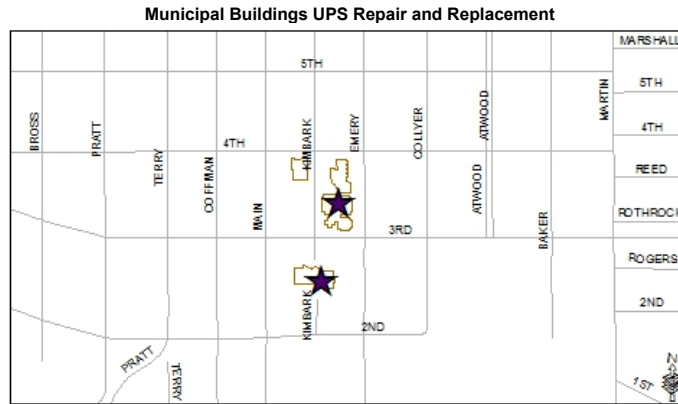 Municipal Buildings UPS Repair and Replacement
MARSHALL
5TH
5TH
MARTIN
BROSS
PRATT
TERRY
COFFMAN
MAIN
KIMBARK
EMERY
COLLYER
ATWOOD
4TH
4TH
REED
ATWOOD
ROTHROCK
3RD
BAKER
ROGERS
KIMBARK
2ND
2ND
PRATT
TERRY
1ST
N